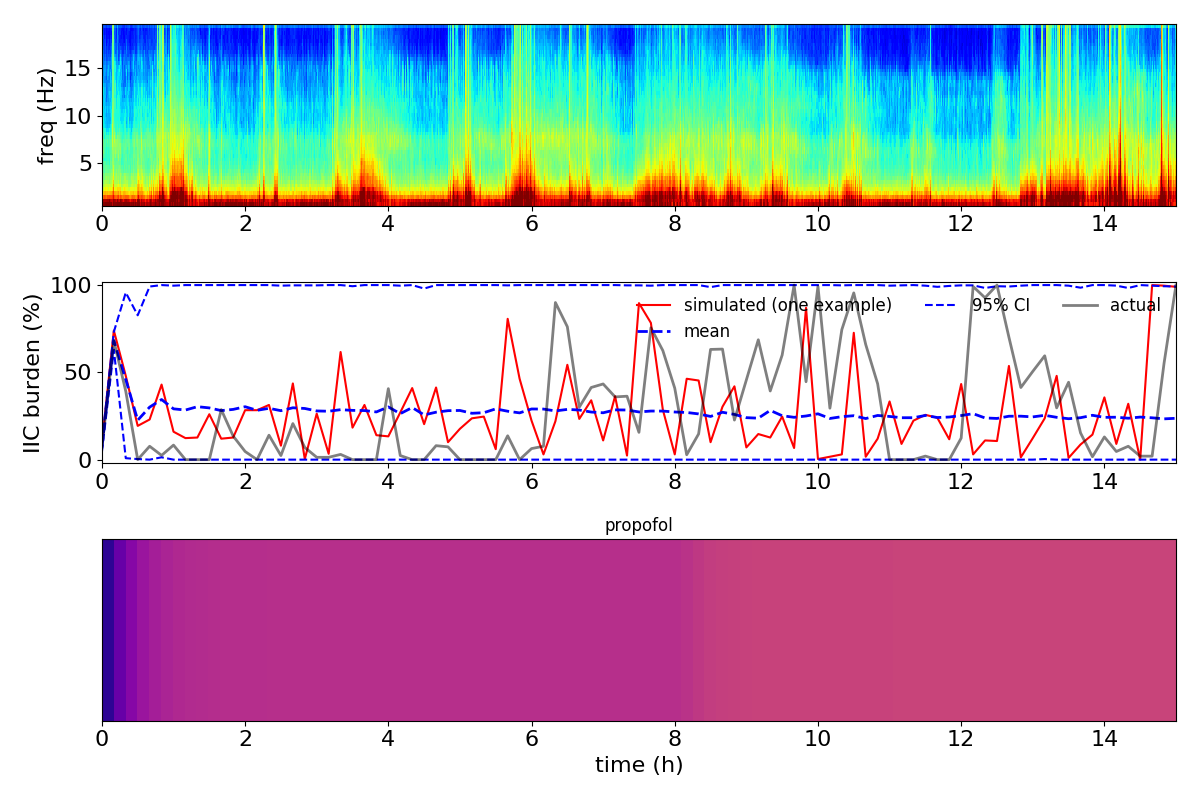 freq (Hz)
15
10
5
0 2 4 6 8 10 12 14
IIC burden (%)
100
50
0
simulated (one example)
mean
95% CI
actual
0 2 4 6 8 10 12 14
propofol
0 2 4 6 8 10 12 14
time (h)